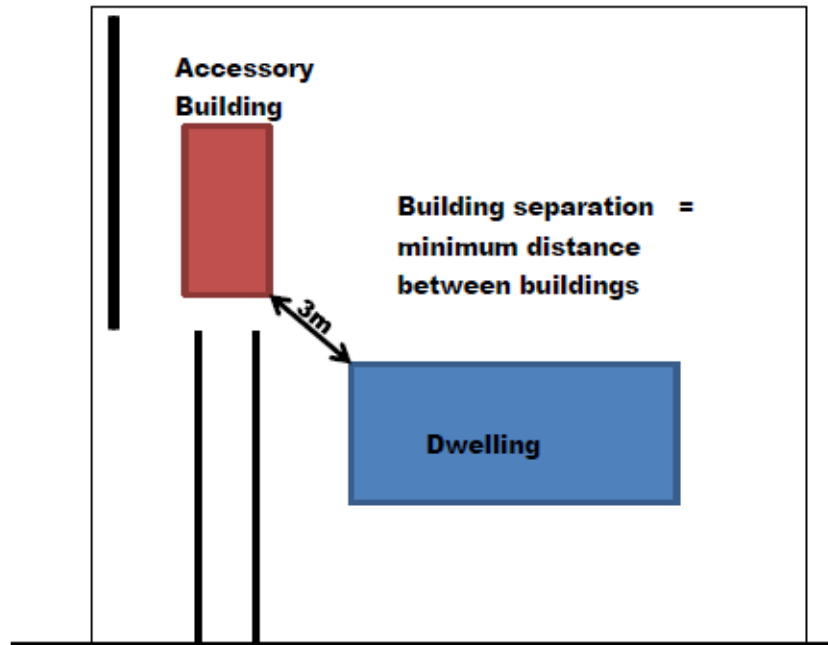 Accessory
Building
Building separation =
minimum distance
between buildings
3m
Dwelling